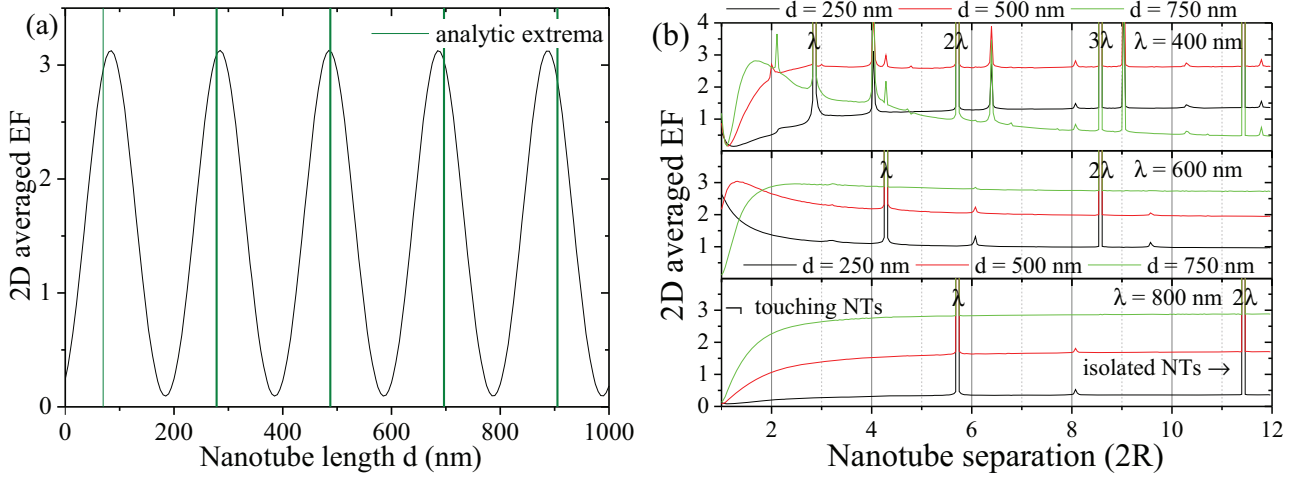 (a)
analytic extrema
2D averaged EF
3
2
1
0
0 200 400 600 800 1000
Nanotube length d (nm)
(b)
d = 250 nm d = 500 nm d = 750 nm
4
3
2
1
λ 2λ 3λ λ = 400 nm
3
2
1
λ 2λ λ = 600 nm
d = 250 nm d = 500 nm d = 750 nm
3
2
1
0
λ λ = 800 nm 2λ
¬ touching NTs
isolated NTs →
2D averaged EF
2 4 6 8 10 12
Nanotube separation (2R)